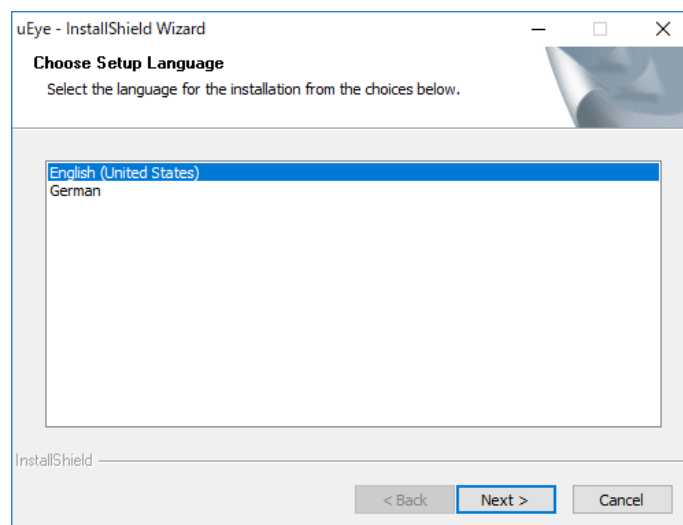 uEye - InstallShield Wizard
Choose Setup Language
Select the language for the installation from the choices below.
English (United States)
German
InstallShield
< Back Next > Cancel